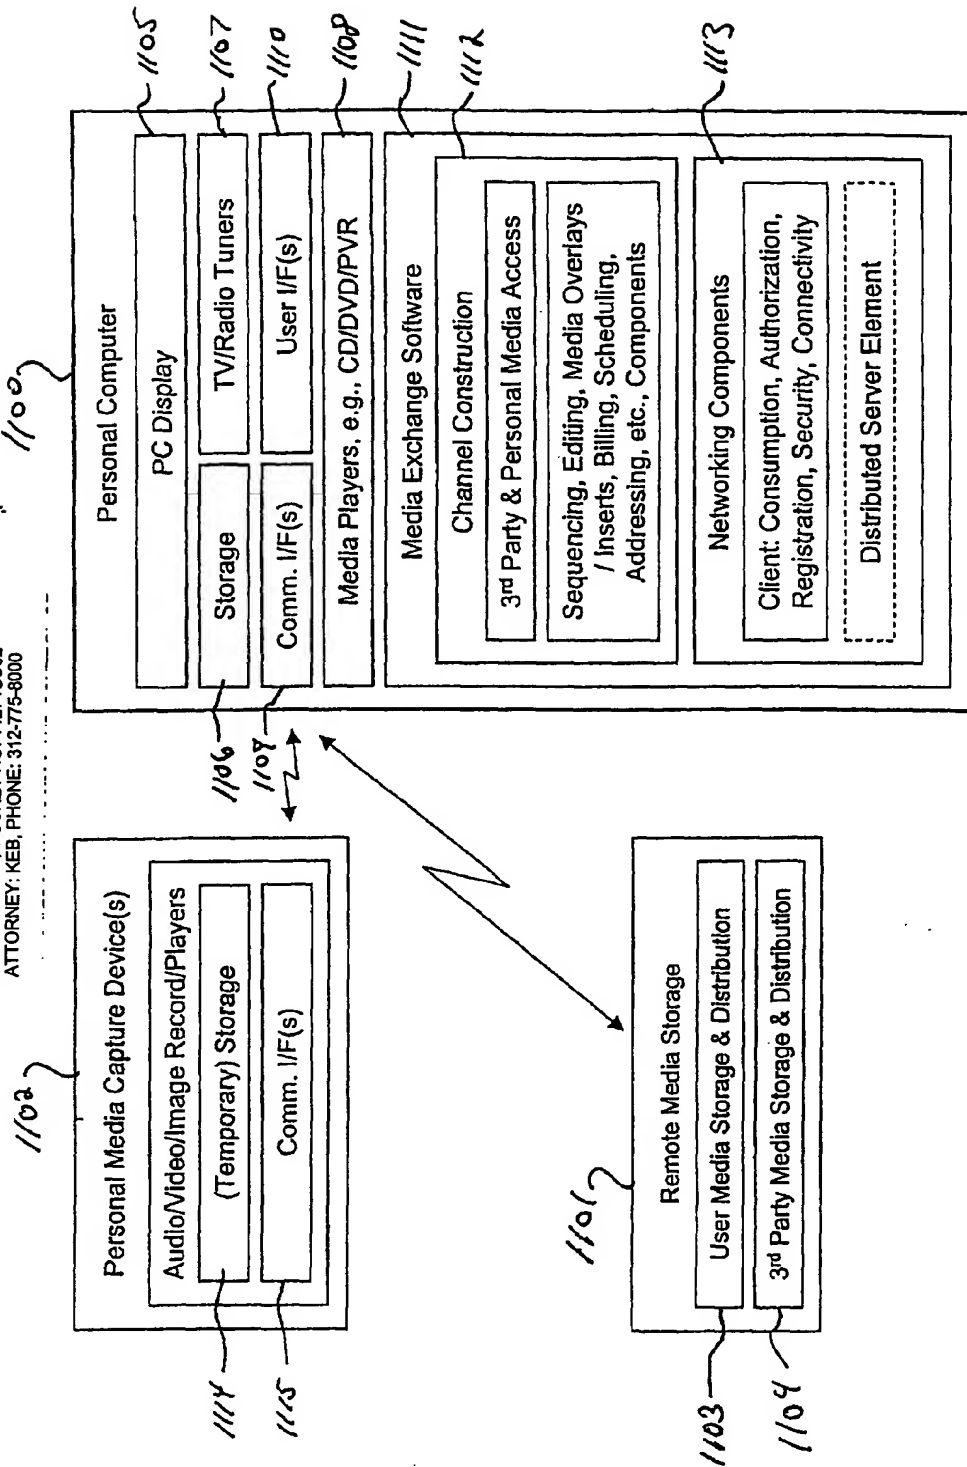 ATTORNEY: KEB, PHONE: 312-775-8000
1102
Personal Media Capture Device(s)
Audio/Video/Image Record/Players
(Temporary) Storage
Comm. I/F(s)
1114
1115
1101
Remote Media Storage
User Media Storage & Distribution
3rd Party Media Storage & Distribution
1103
1104
1100
Personal Computer
PC Display
1105
Storage
TV/Radio Tuners
1106
1107
Comm. I/F(s)
User I/F(s)
1109
1110
Media Players, e.g., CD/DVD/PVR
1108
Media Exchange Software
1111
Channel Construction
1112
3rd Party & Personal Media Access
Sequencing, Editing, Media Overlays
/ Inserts, Billing, Scheduling,
Addressing, etc., Components
Networking Components
1113
Client: Consumption, Authorization,
Registration, Security, Connectivity
Distributed Server Element